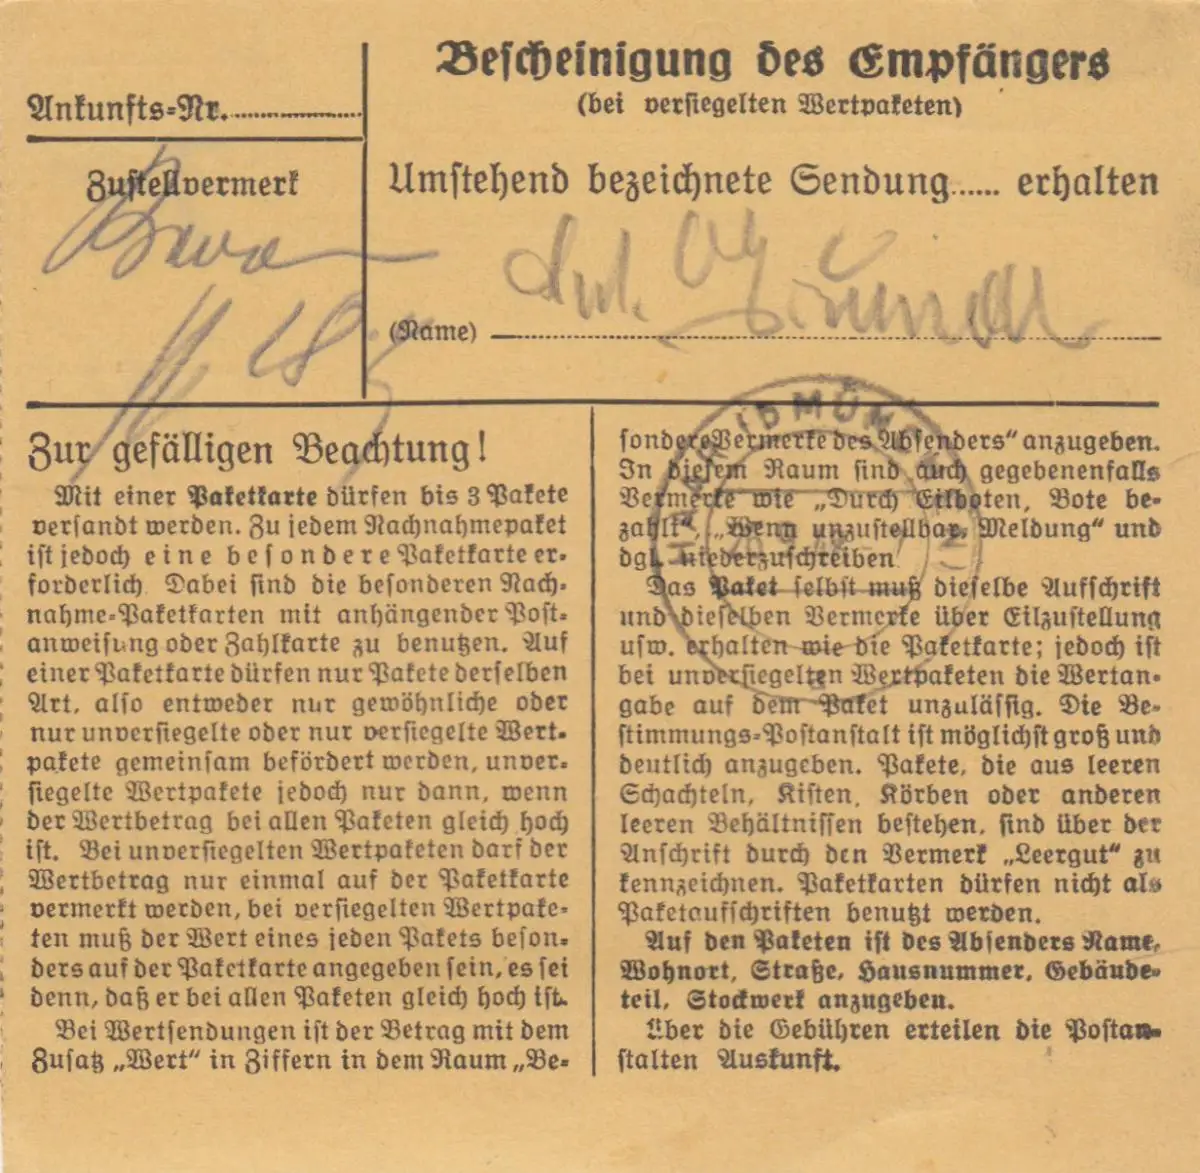 Ankunfts-Nr.
Zustellvermerk
Bescheinigung des Empfängers
(bei versiegelten Wertpaketen)
Umstehend bezeichnete Sendung...... erhalten
(Name)
Zur gefälligen Beachtung!
Mit einer Paketkarte dürfen bis 3 Pakete
versandt werden. Zu jedem Nachnahmepaket
ist jedoch eine besondere Paketkarte er-
forderlich. Dabei sind die besonderen Nach-
nahme-Paketkarten mit anhängender Post-
anweisung oder Zahlkarte zu benutzen. Auf
einer Paketkarte dürfen nur Pakete derselben
Art, also entweder nur gewöhnliche oder
nur unversiegelte oder nur versiegelte Wert-
pakete gemeinsam befördert werden, unver-
siegelte Wertpakete jedoch nur dann, wenn
der Wertbetrag bei allen Paketen gleich hoch
ist. Bei unversiegelten Wertpaketen darf der
Wertbetrag nur einmal auf der Paketkarte
vermerkt werden, bei versiegelten Wertpake-
ten muß der Wert eines jeden Pakets beson-
ders auf der Paketkarte angegeben sein, es sei
denn, daß er bei allen Paketen gleich hoch ist.
Bei Wertsendungen ist der Betrag mit dem
Zusatz „Wert“ in Ziffern in dem Raum „Be-
sondere Vermerke des Absenders“ anzugeben.
In diesem Raum sind auch gegebenenfalls
Vermerke wie „Durch Eilboten, Bote be-
zahlt“, „Wenn unzustellbar, Meldung“ und
dgl. niederzuschreiben.
Das Paket selbst muß dieselbe Aufschrift
und dieselben Vermerke über Eilzustellung
usw. erhalten wie die Paketkarte; jedoch ist
bei unversiegelten Wertpaketen die Wertan-
gabe auf dem Paket unzulässig. Die Be-
stimmungs-Postanstalt ist möglichst groß und
deutlich anzugeben. Pakete, die aus leeren
Schachteln, Kisten, Körben oder anderen
leeren Behältnissen bestehen, sind über der
Anschrift durch den Vermerk „Leergut“ zu
kennzeichnen. Paketkarten dürfen nicht als
Paketaufschriften benutzt werden.
Auf den Paketen ist des Absenders Name,
Wohnort, Straße, Hausnummer, Gebäude-
teil, Stockwerk anzugeben.
Über die Gebühren erteilen die Postan-
stalten Auskunft.